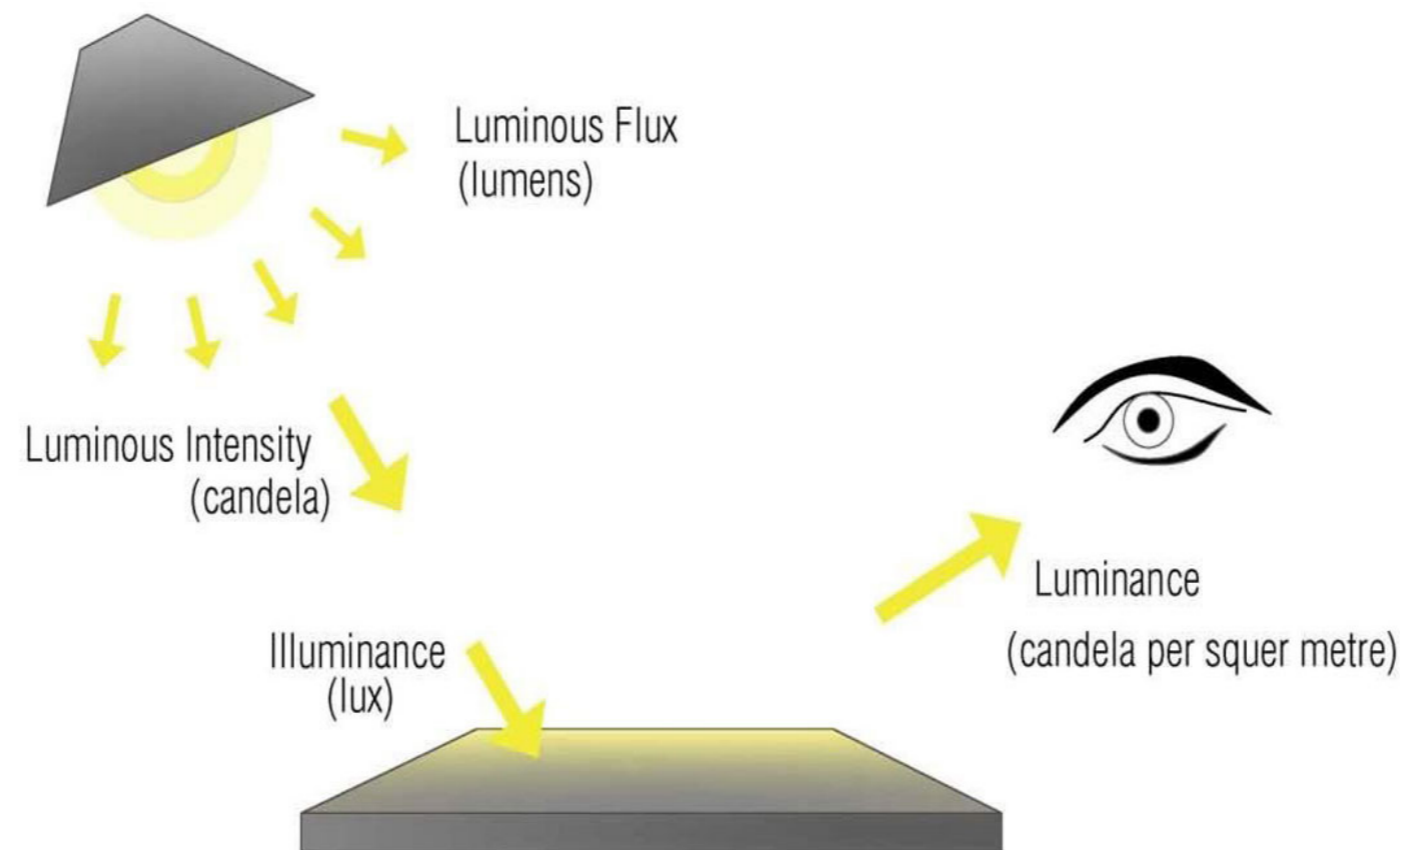 Luminous Flux
(lumens)
Luminous Intensity
(candela)
Illuminance
(lux)
Luminance
(candela per squer metre)